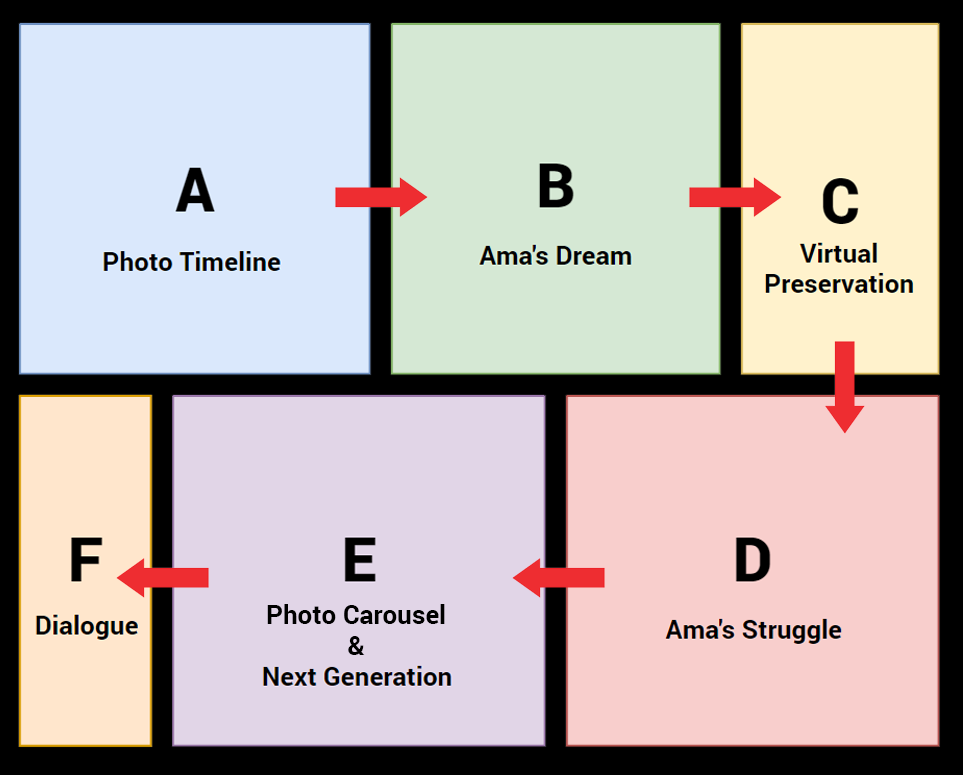 A
Photo Timeline
B
Ama's Dream
C
Virtual
Preservation
D
Ama's Struggle
E
Photo Carousel
&
Next Generation
F
Dialogue